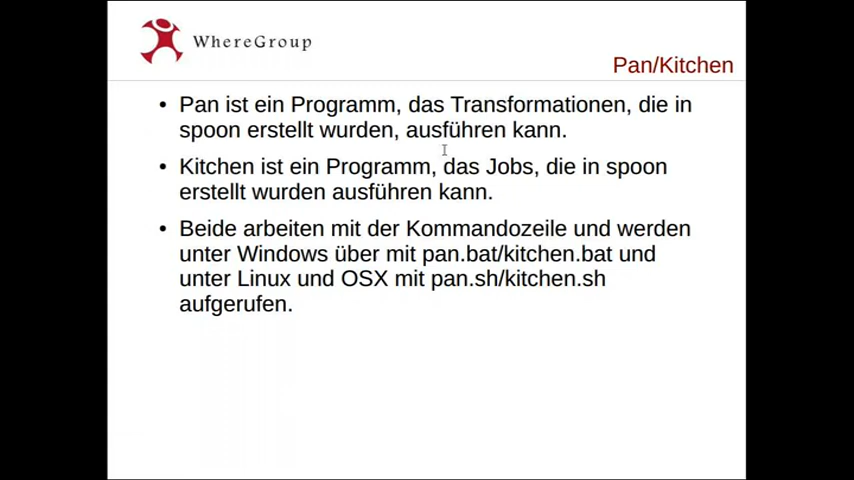 WhereGroup
Pan/Kitchen
• Pan ist ein Programm, das Transformationen, die in
spoon erstellt wurden, ausführen kann.
• Kitchen ist ein Programm, das Jobs, die in spoon
erstellt wurden ausführen kann.
• Beide arbeiten mit der Kommandozeile und werden
unter Windows über mit pan.bat/kitchen.bat und
unter Linux und OSX mit pan.sh/kitchen.sh
aufgerufen.